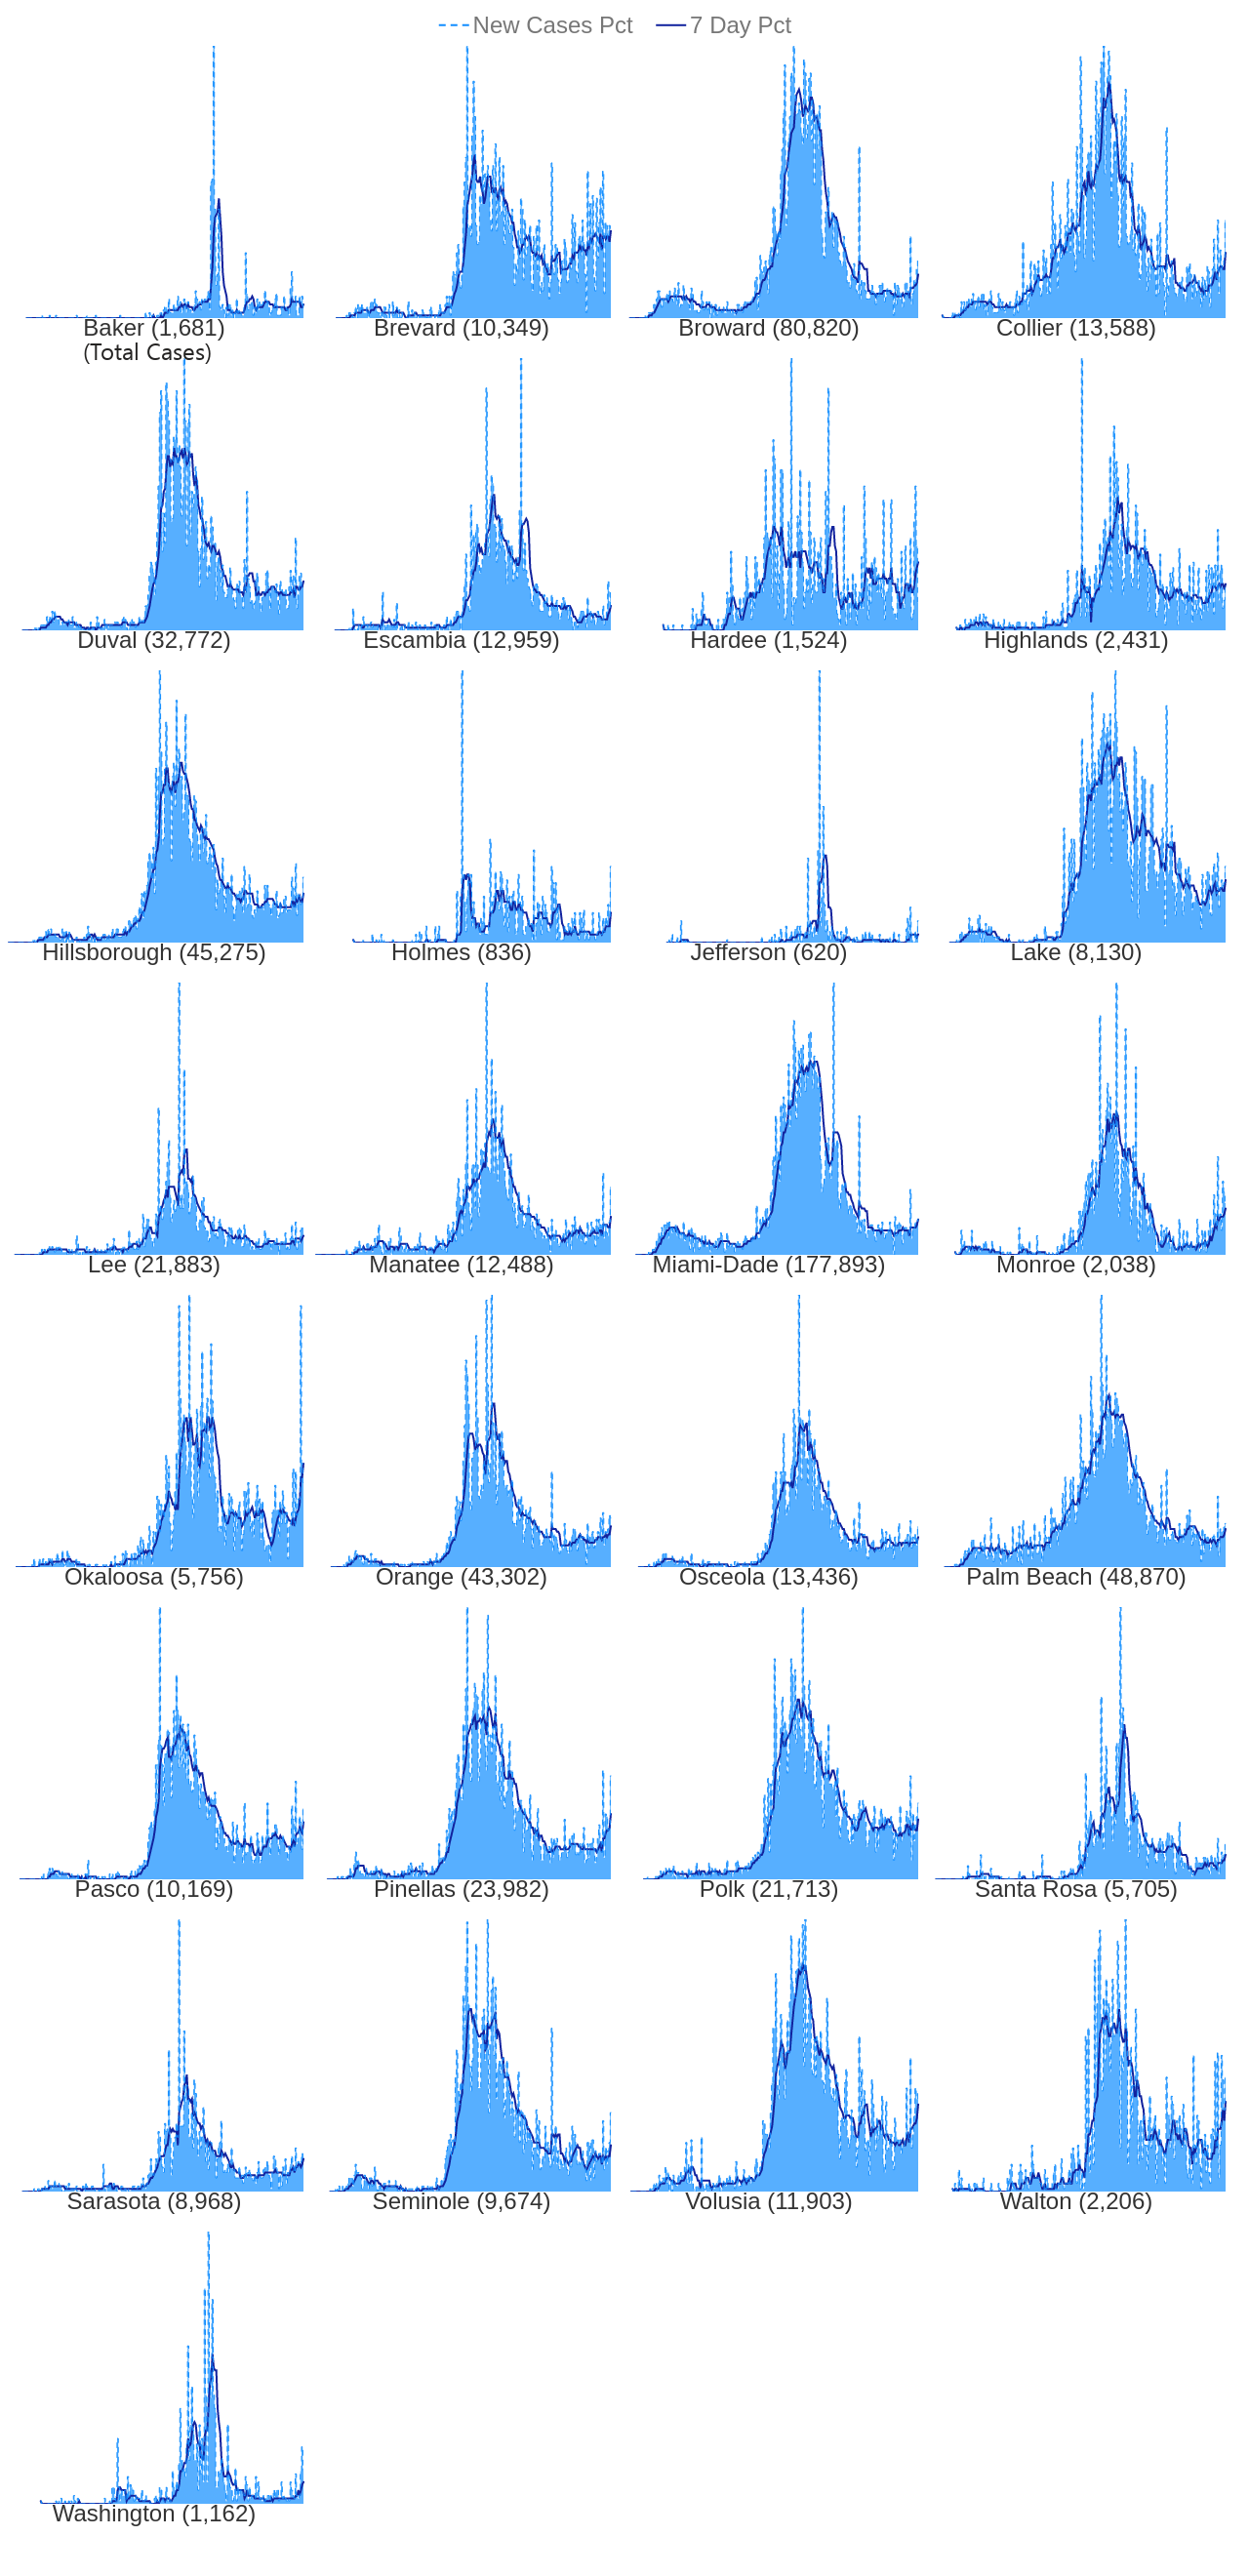 New Cases Pct 7 Day Pct
Baker (1,681) Brevard (10,349) Broward (80,820) Collier (13,588)
(Total Cases)
Duval (32,772) Escambia (12,959) Hardee (1,524) Highlands (2,431)
Hillsborough (45,275) Holmes (836) Jefferson (620) Lake (8,130)
Lee (21,883) Manatee (12,488) Miami-Dade (177,893) Monroe (2,038)
Okaloosa (5,756) Orange (43,302) Osceola (13,436) Palm Beach (48,870)
Pasco (10,169) Pinellas (23,982) Polk (21,713) Santa Rosa (5,705)
Sarasota (8,968) Seminole (9,674) Volusia (11,903) Walton (2,206)
Washington (1,162)